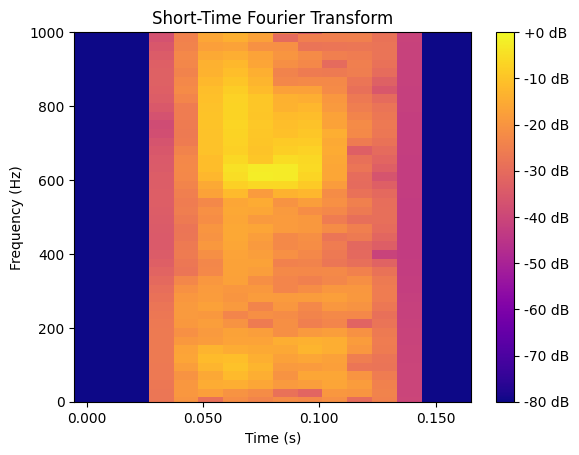 Short-Time Fourier Transform
Frequency (Hz)
1000
800
600
400
200
0
0.000
0.050
0.100
0.150
Time (s)
+0 dB
-10 dB
-20 dB
-30 dB
-40 dB
-50 dB
-60 dB
-70 dB
-80 dB